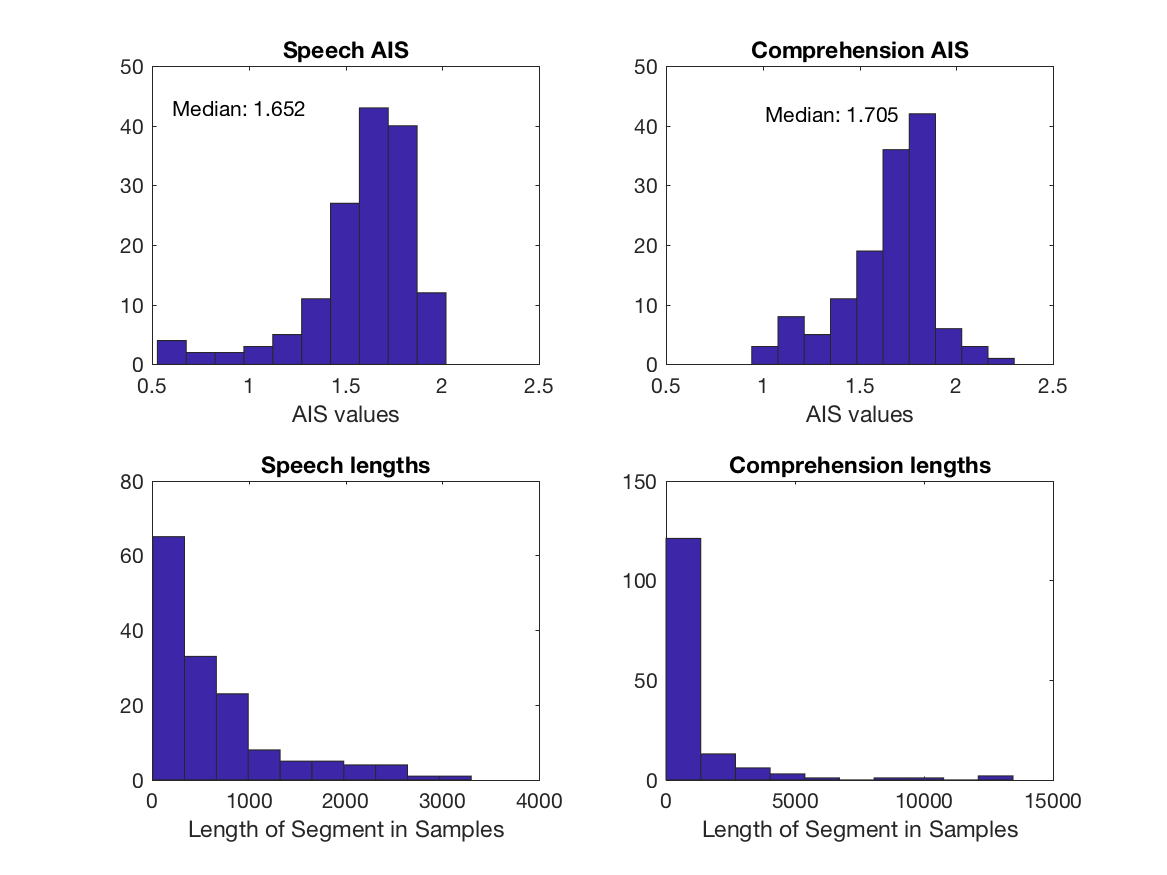 Speech AIS
50
40
30
20
10
0
Median: 1.652
0.5 1 1.5 2 2.5
AIS values
Comprehension AIS
50
40
30
20
10
0
Median: 1.705
0.5 1 1.5 2 2.5
AIS values
Speech lengths
80
60
40
20
0
0 1000 2000 3000 4000
Length of Segment in Samples
Comprehension lengths
150
100
50
0
0 5000 10000 15000
Length of Segment in Samples